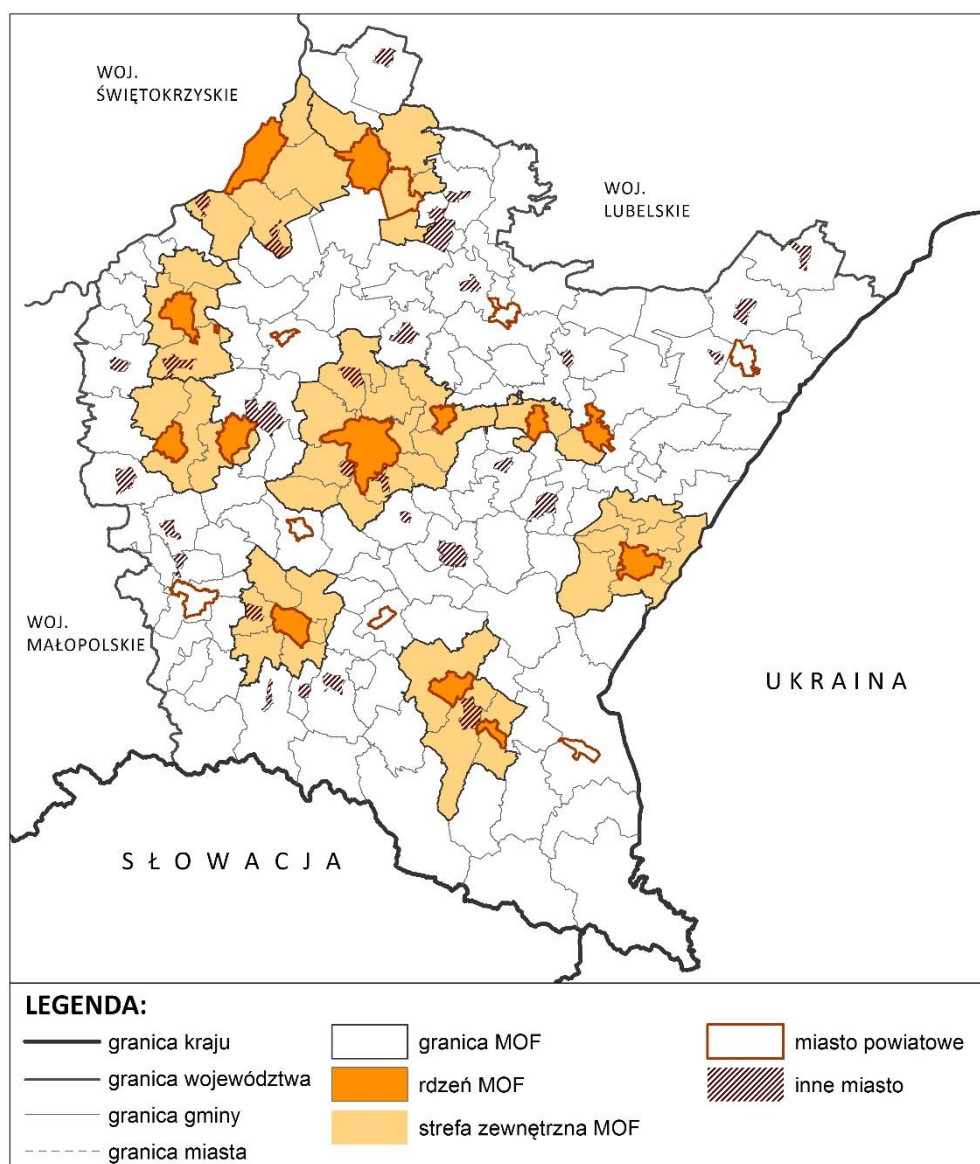 WOJ.
ŚWIĘTOKRZYSKIE
WOJ.
LUBELSKIE
WOJ.
MAŁOPOLSKIE
UKRAINA
SŁOWACJA
LEGENDA:
granica kraju
granica województwa
granica gminy
granica miasta
granica MOF
rdzeń MOF
strefa zewnętrzna MOF
miasto powiatowe
inne miasto